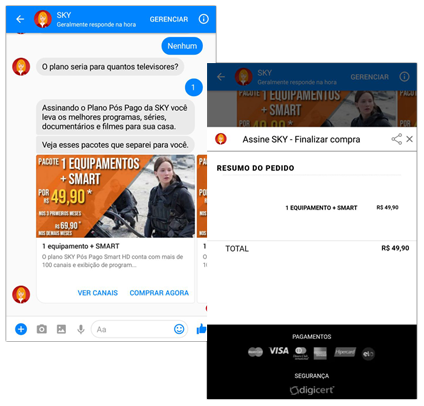 SKY
Geralmente responde na hora
GERENCIAR
Nenhum
O plano seria para quantos televisores?
1
Assinando o Plano Pós Pago da SKY você
leva os melhores programas, séries,
documentários e filmes para sua casa.
Veja esses pacotes que separei para você.
PACOTE 1 EQUIPAMENTOS
+ SMART
POR
R$ 49,90*
NOS 3 PRIMEIROS MESES
R$ 69,90*
NOS DEMAIS MESES
1 equipamento + SMART
O plano SKY Pós Pago Smart HD conta com mais de
100 canais e exibição de program...
VER CANAIS
COMPRAR AGORA
Aa
SKY
Geralmente responde na hora
GERENCIAR
Assine SKY - Finalizar compra
RESUMO DO PEDIDO
1 EQUIPAMENTO + SMART R$ 49,90
TOTAL R$ 49,90
PAGAMENTOS
VISA
Hipercard
elo
SEGURANÇA
digicert